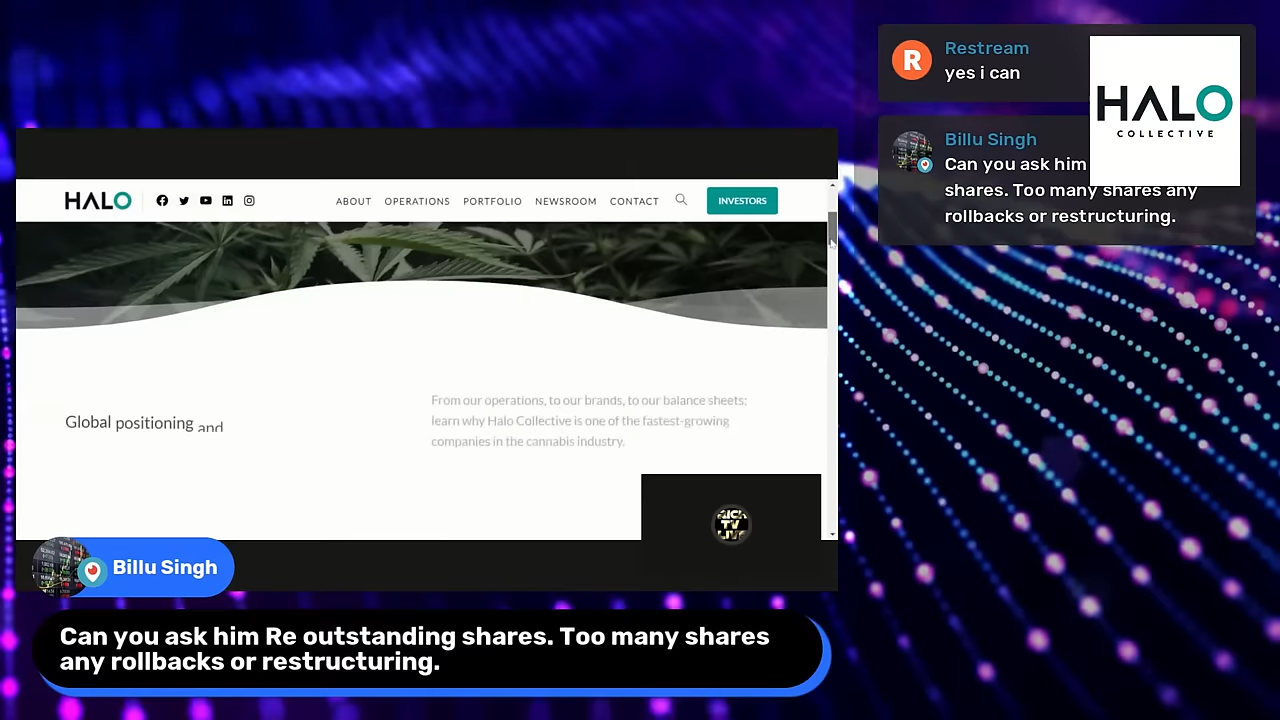 HALO
ABOUT OPERATIONS PORTFOLIO NEWSROOM CONTACT INVESTORS
Global positioning and
From our operations, to our brands, to our balance sheets;
learn why Halo Collective is one of the fastest-growing
companies in the cannabis industry.
RICH
TV
LIVE
R
Restream
yes i can
HALO
COLLECTIVE
Billu Singh
Can you ask him
shares. Too many shares any
rollbacks or restructuring.
Billu Singh
Can you ask him Re outstanding shares. Too many shares
any rollbacks or restructuring.